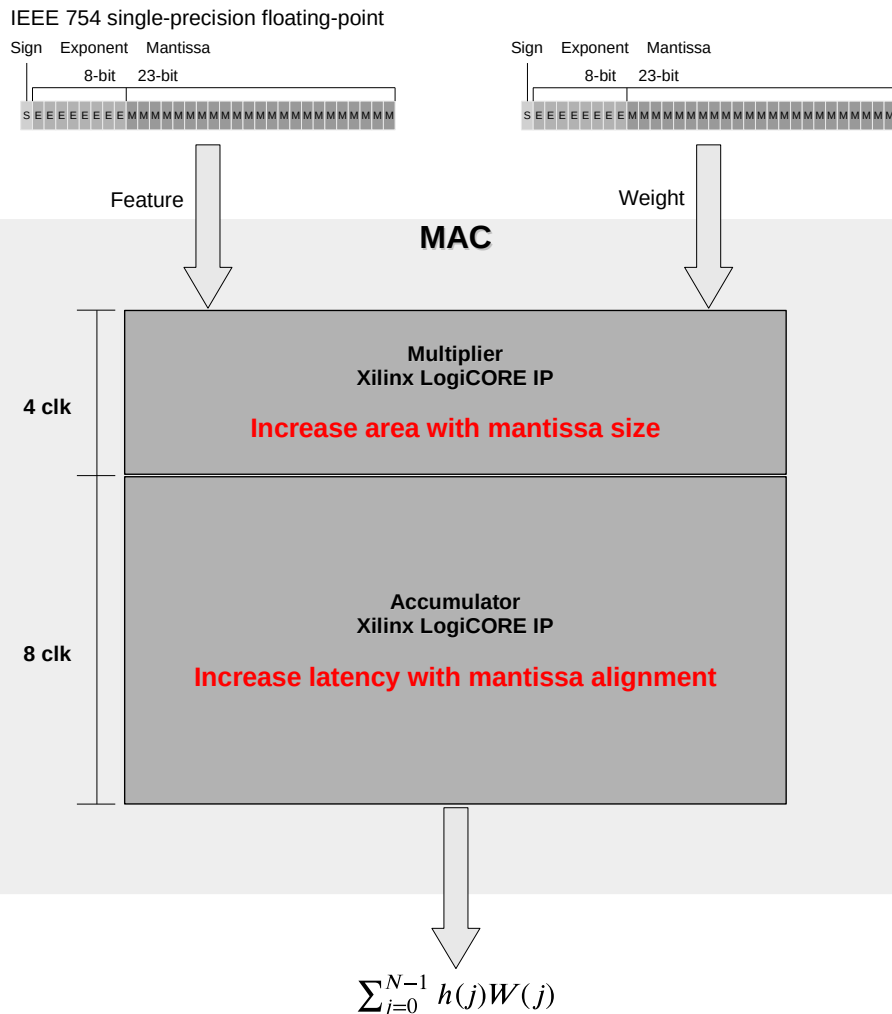 IEEE 754 single-precision floating-point
Sign Exponent Mantissa
8-bit 23-bit
S E E E E E E E E M M M M M M M M M M M M M M M M M M M M M M M
Sign Exponent Mantissa
8-bit 23-bit
S E E E E E E E E M M M M M M M M M M M M M M M M M M M M M M M
Feature
Weight
MAC
4 clk
Multiplier
Xilinx LogiCORE IP
Increase area with mantissa size
8 clk
Accumulator
Xilinx LogiCORE IP
Increase latency with mantissa alignment
∑_{j=0}^{N−1} h(j)W(j)